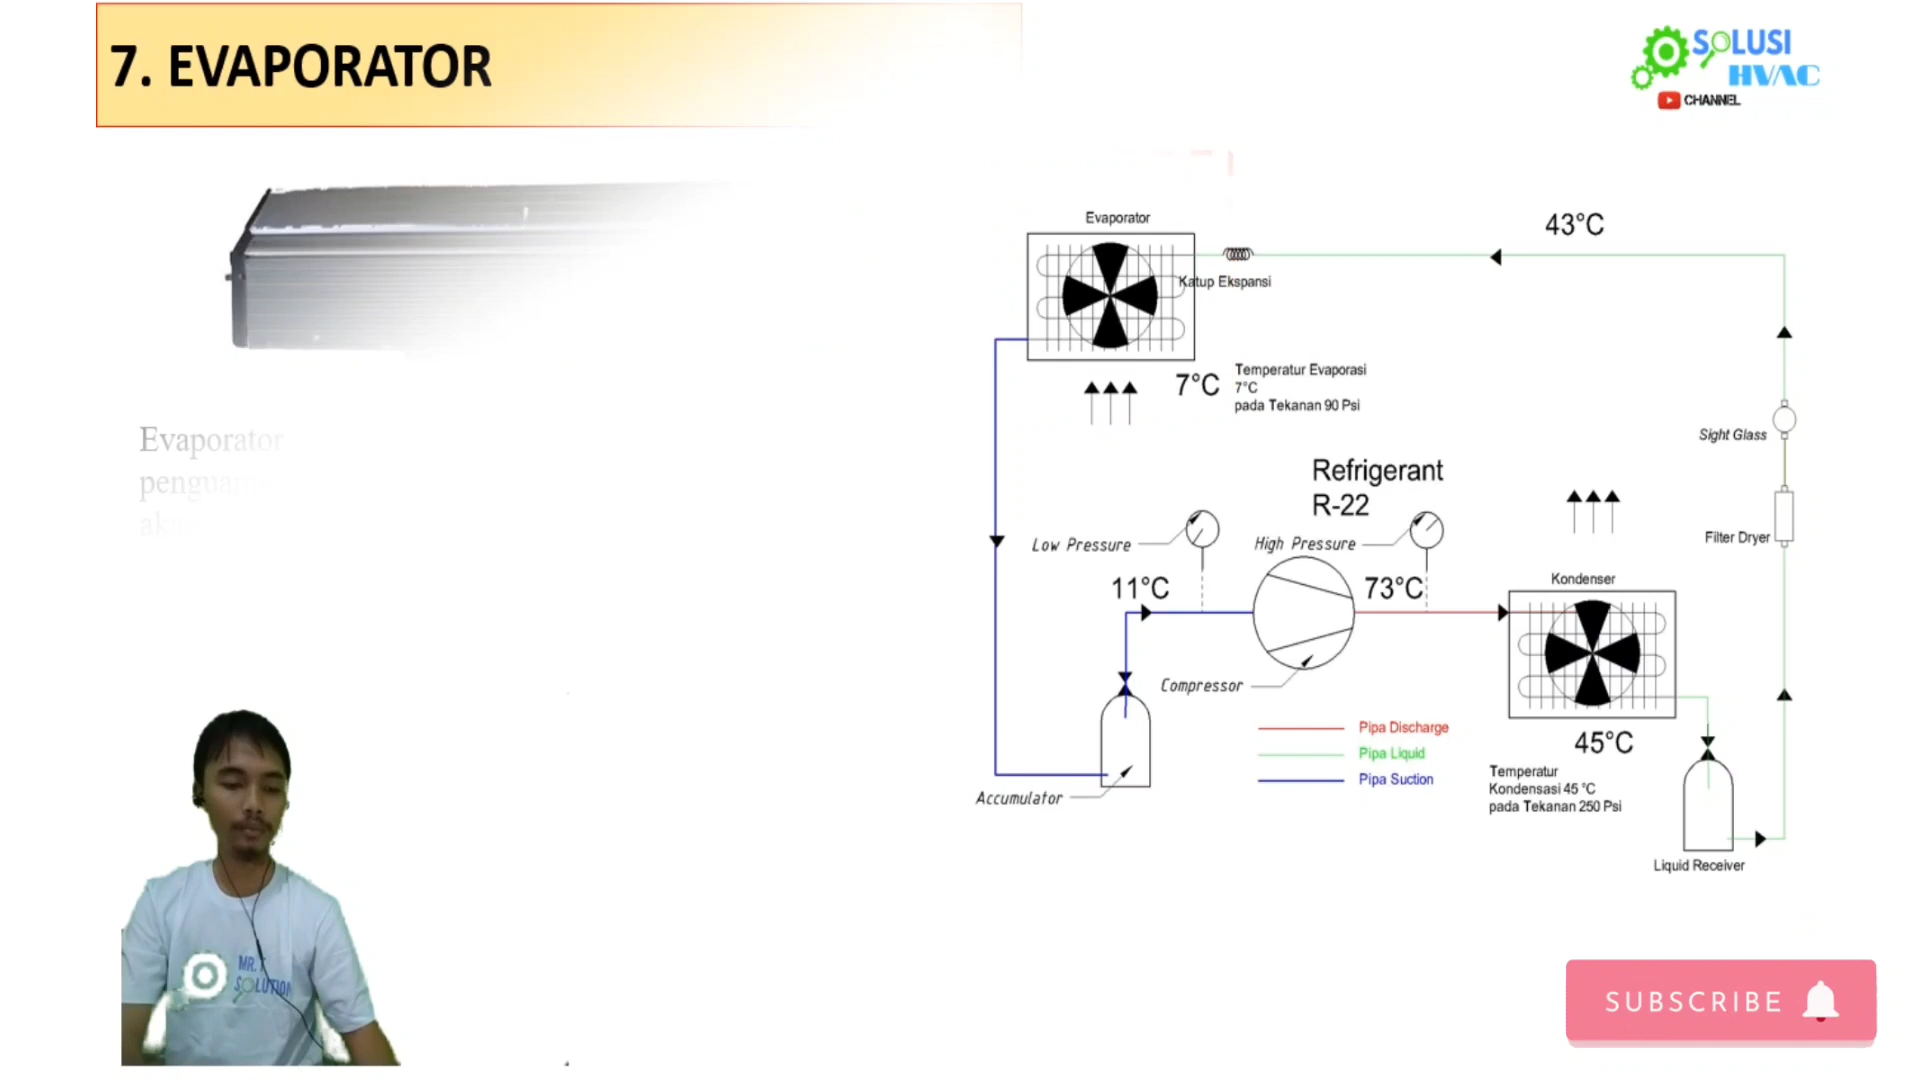 7. EVAPORATOR
SOLUSI
HVAC
CHANNEL
43°C
Evaporator
Katup Ekspansi
7°C
Temperatur Evaporasi
7°C
pada Tekanan 90 Psi
Evaporator
Sight Glass
Refrigerant
R-22
Low Pressure
High Pressure
Filter Dryer
11°C
73°C
Kondenser
Compressor
Pipa Discharge
Pipa Liquid
Pipa Suction
45°C
Temperatur
Kondensasi 45 °C
pada Tekanan 250 Psi
Accumulator
Liquid Receiver
MR.
SOLUTION
SUBSCRIBE